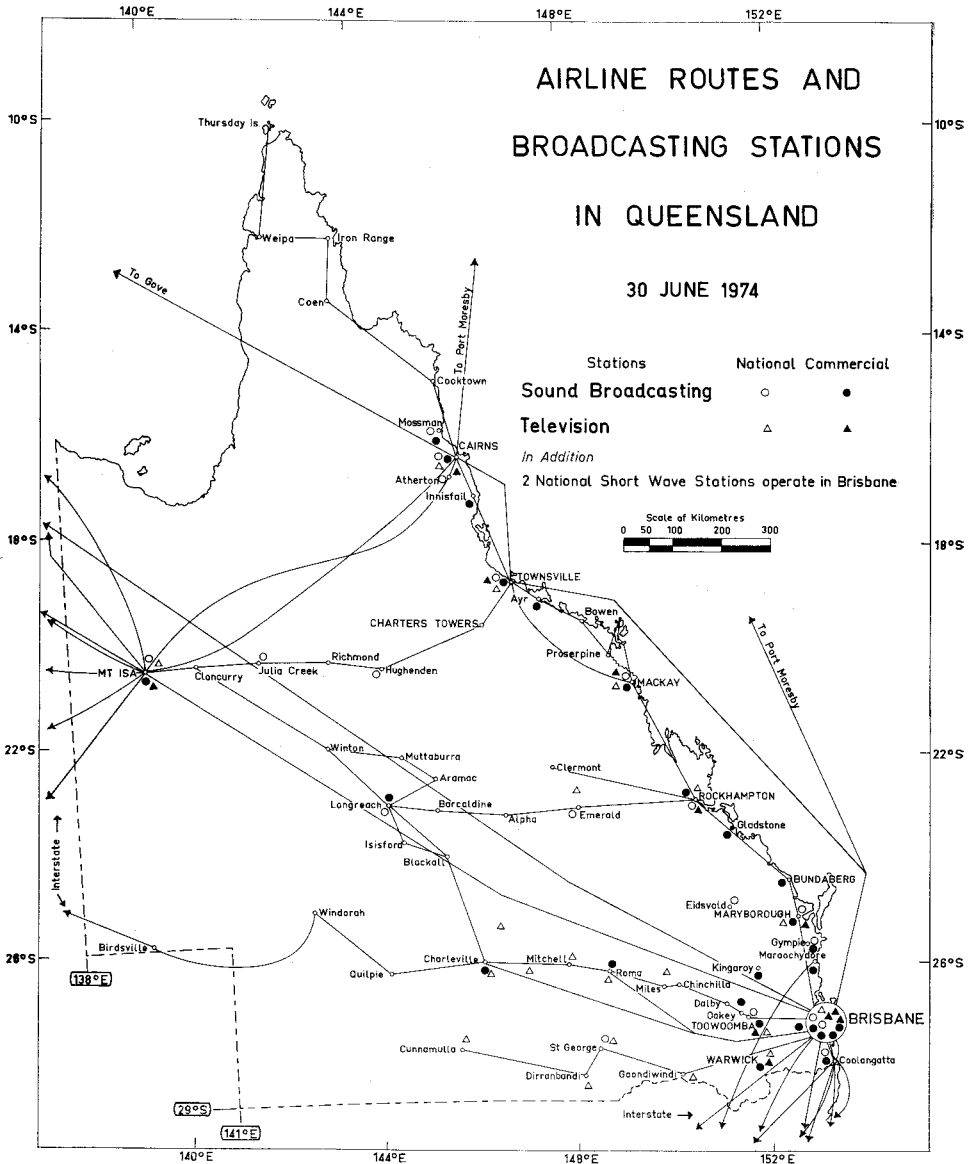 140°E 144°E 148°E 152°E
AIRLINE ROUTES AND
BROADCASTING STATIONS
IN QUEENSLAND
30 JUNE 1974
10°S
10°S
Thursday Is.
Weipa
Iron Range
Coen
To Gove
To Port Moresby
14°S
14°S
Stations National Commercial
Sound Broadcasting
Television
In Addition
2 National Short Wave Stations operate in Brisbane
Scale of Kilometres
0 50 100 200 300
Cooktown
Mossman
CAIRNS
Atherton
Innisfail
18°S
18°S
TOWNSVILLE
Ayr
Bowen
CHARTERS TOWERS
Proserpine
To Port Moresby
MT ISA
Cloncurry
Julia Creek
Richmond
Hughenden
MACKAY
22°S
22°S
Winton
Muttaburra
Aramac
Clermont
Longreach
Barcaldine
Alpha
Emerald
ROCKHAMPTON
Gladstone
Isisford
Blackall
Interstate
BUNDABERG
Eidsvold
MARYBOROUGH
Windorah
Birdsville
Quilpie
Charleville
Mitchell
Roma
Gympie
Maroochydore
Kingaroy
26°S
26°S
138°E
Miles
Chinchilla
Dalby
Oakey
TOOWOOMBA
BRISBANE
Cunnamulla
St George
Dirranbandi
Goondiwindi
WARWICK
Coolangatta
29°S
141°E
Interstate
140°E 144°E 148°E 152°E